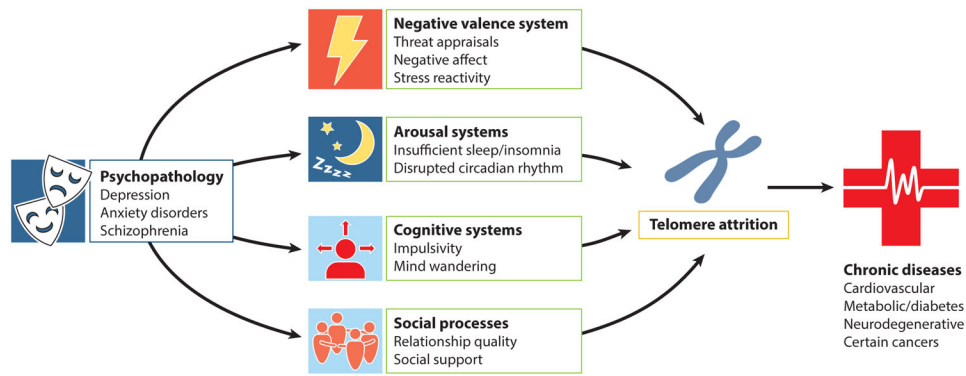 Negative valence system
Threat appraisals
Negative affect
Stress reactivity
Arousal systems
Insufficient sleep/insomnia
Disrupted circadian rhythm
Zzzz
Psychopathology
Depression
Anxiety disorders
Schizophrenia
Cognitive systems
Impulsivity
Mind wandering
Social processes
Relationship quality
Social support
Telomere attrition
Chronic diseases
Cardiovascular
Metabolic/diabetes
Neurodegenerative
Certain cancers